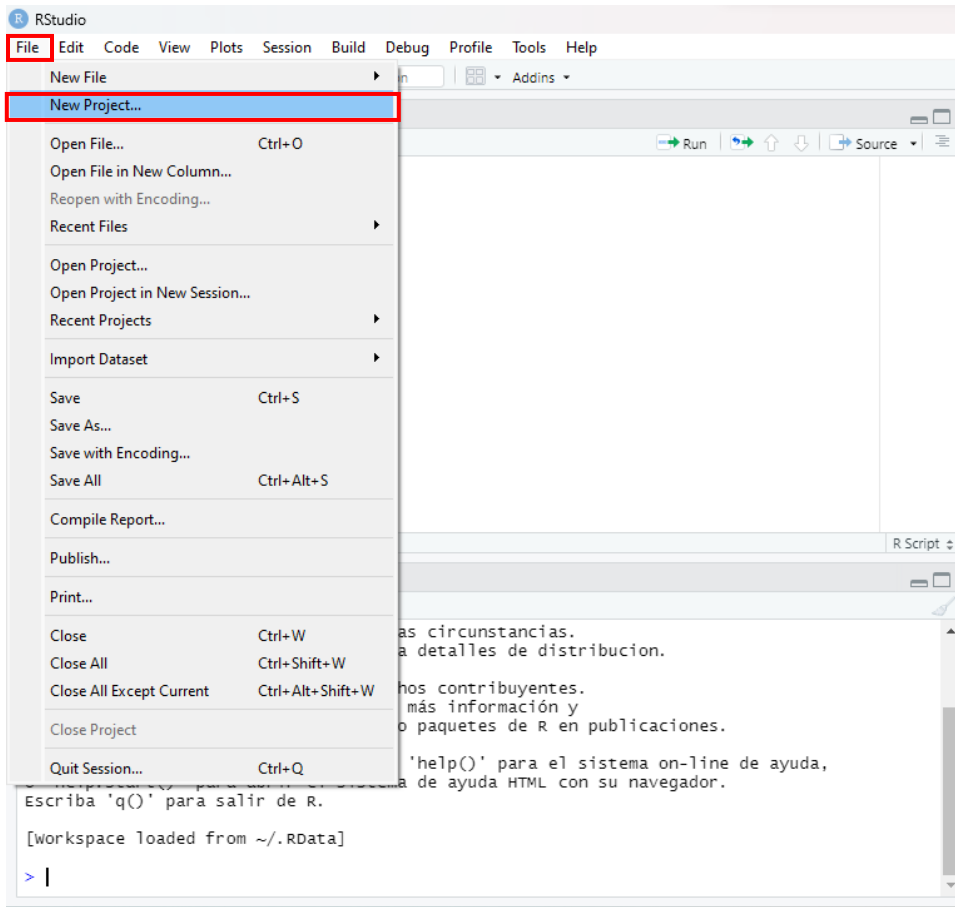 R RStudio
File Edit Code View Plots Session Build Debug Profile Tools Help
New File
Addins
New Project...
Run Source
Open File... Ctrl+O
Open File in New Column...
Reopen with Encoding...
Recent Files
Open Project...
Open Project in New Session...
Recent Projects
Import Dataset
Save Ctrl+S
Save As...
Save with Encoding...
Save All Ctrl+Alt+S
Compile Report...
Publish...
Print...
Close Ctrl+W
Close All Ctrl+Shift+W
Close All Except Current Ctrl+Alt+Shift+W
Close Project
Quit Session... Ctrl+Q
R Script
as circunstancias.
a detalles de distribucion.
hos contribuyentes.
más información y
o paquetes de R en publicaciones.
'help()' para el sistema on-line de ayuda,
de ayuda HTML con su navegador.
Escriba 'q()' para salir de R.
[Workspace loaded from ~/.RData]
>